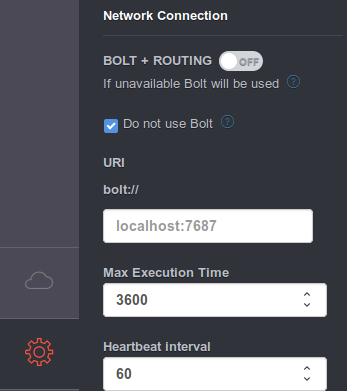 Network Connection
BOLT + ROUTING OFF
If unavailable Bolt will be used ?
Do not use Bolt ?
URI
bolt://
localhost:7687
Max Execution Time
3600
Heartbeat interval
60